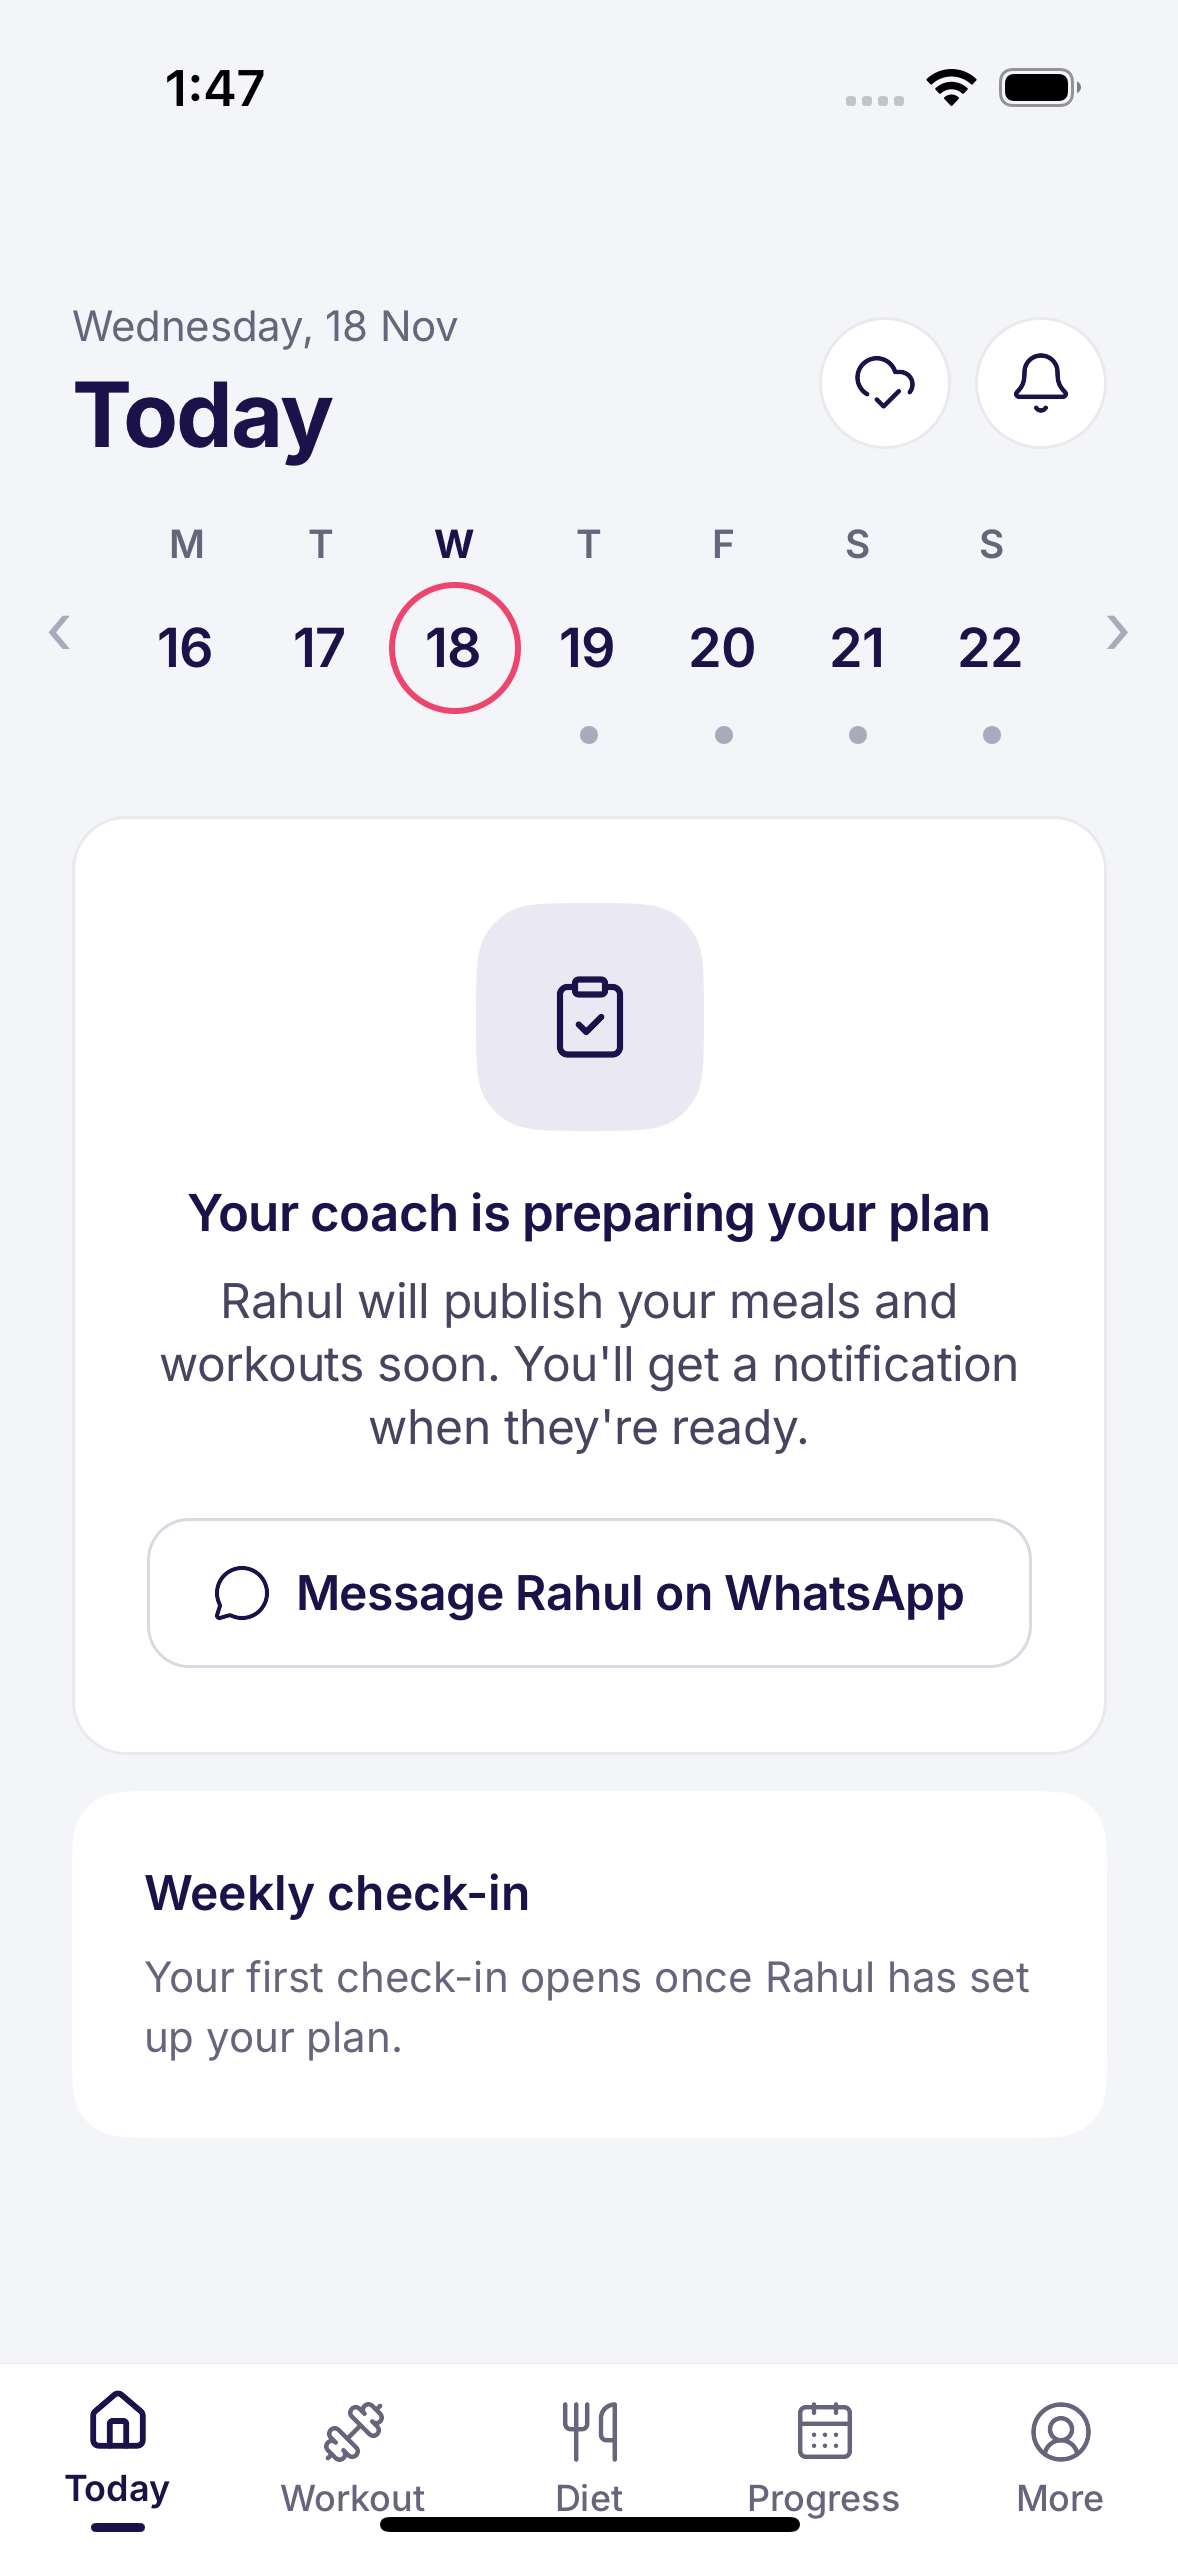 1:47
Wednesday, 18 Nov
Today
M T W T F S S
16 17 18 19 20 21 22
Your coach is preparing your plan
Rahul will publish your meals and
workouts soon. You'll get a notification
when they're ready.
Message Rahul on WhatsApp
Weekly check-in
Your first check-in opens once Rahul has set
up your plan.
Today Workout Diet Progress More